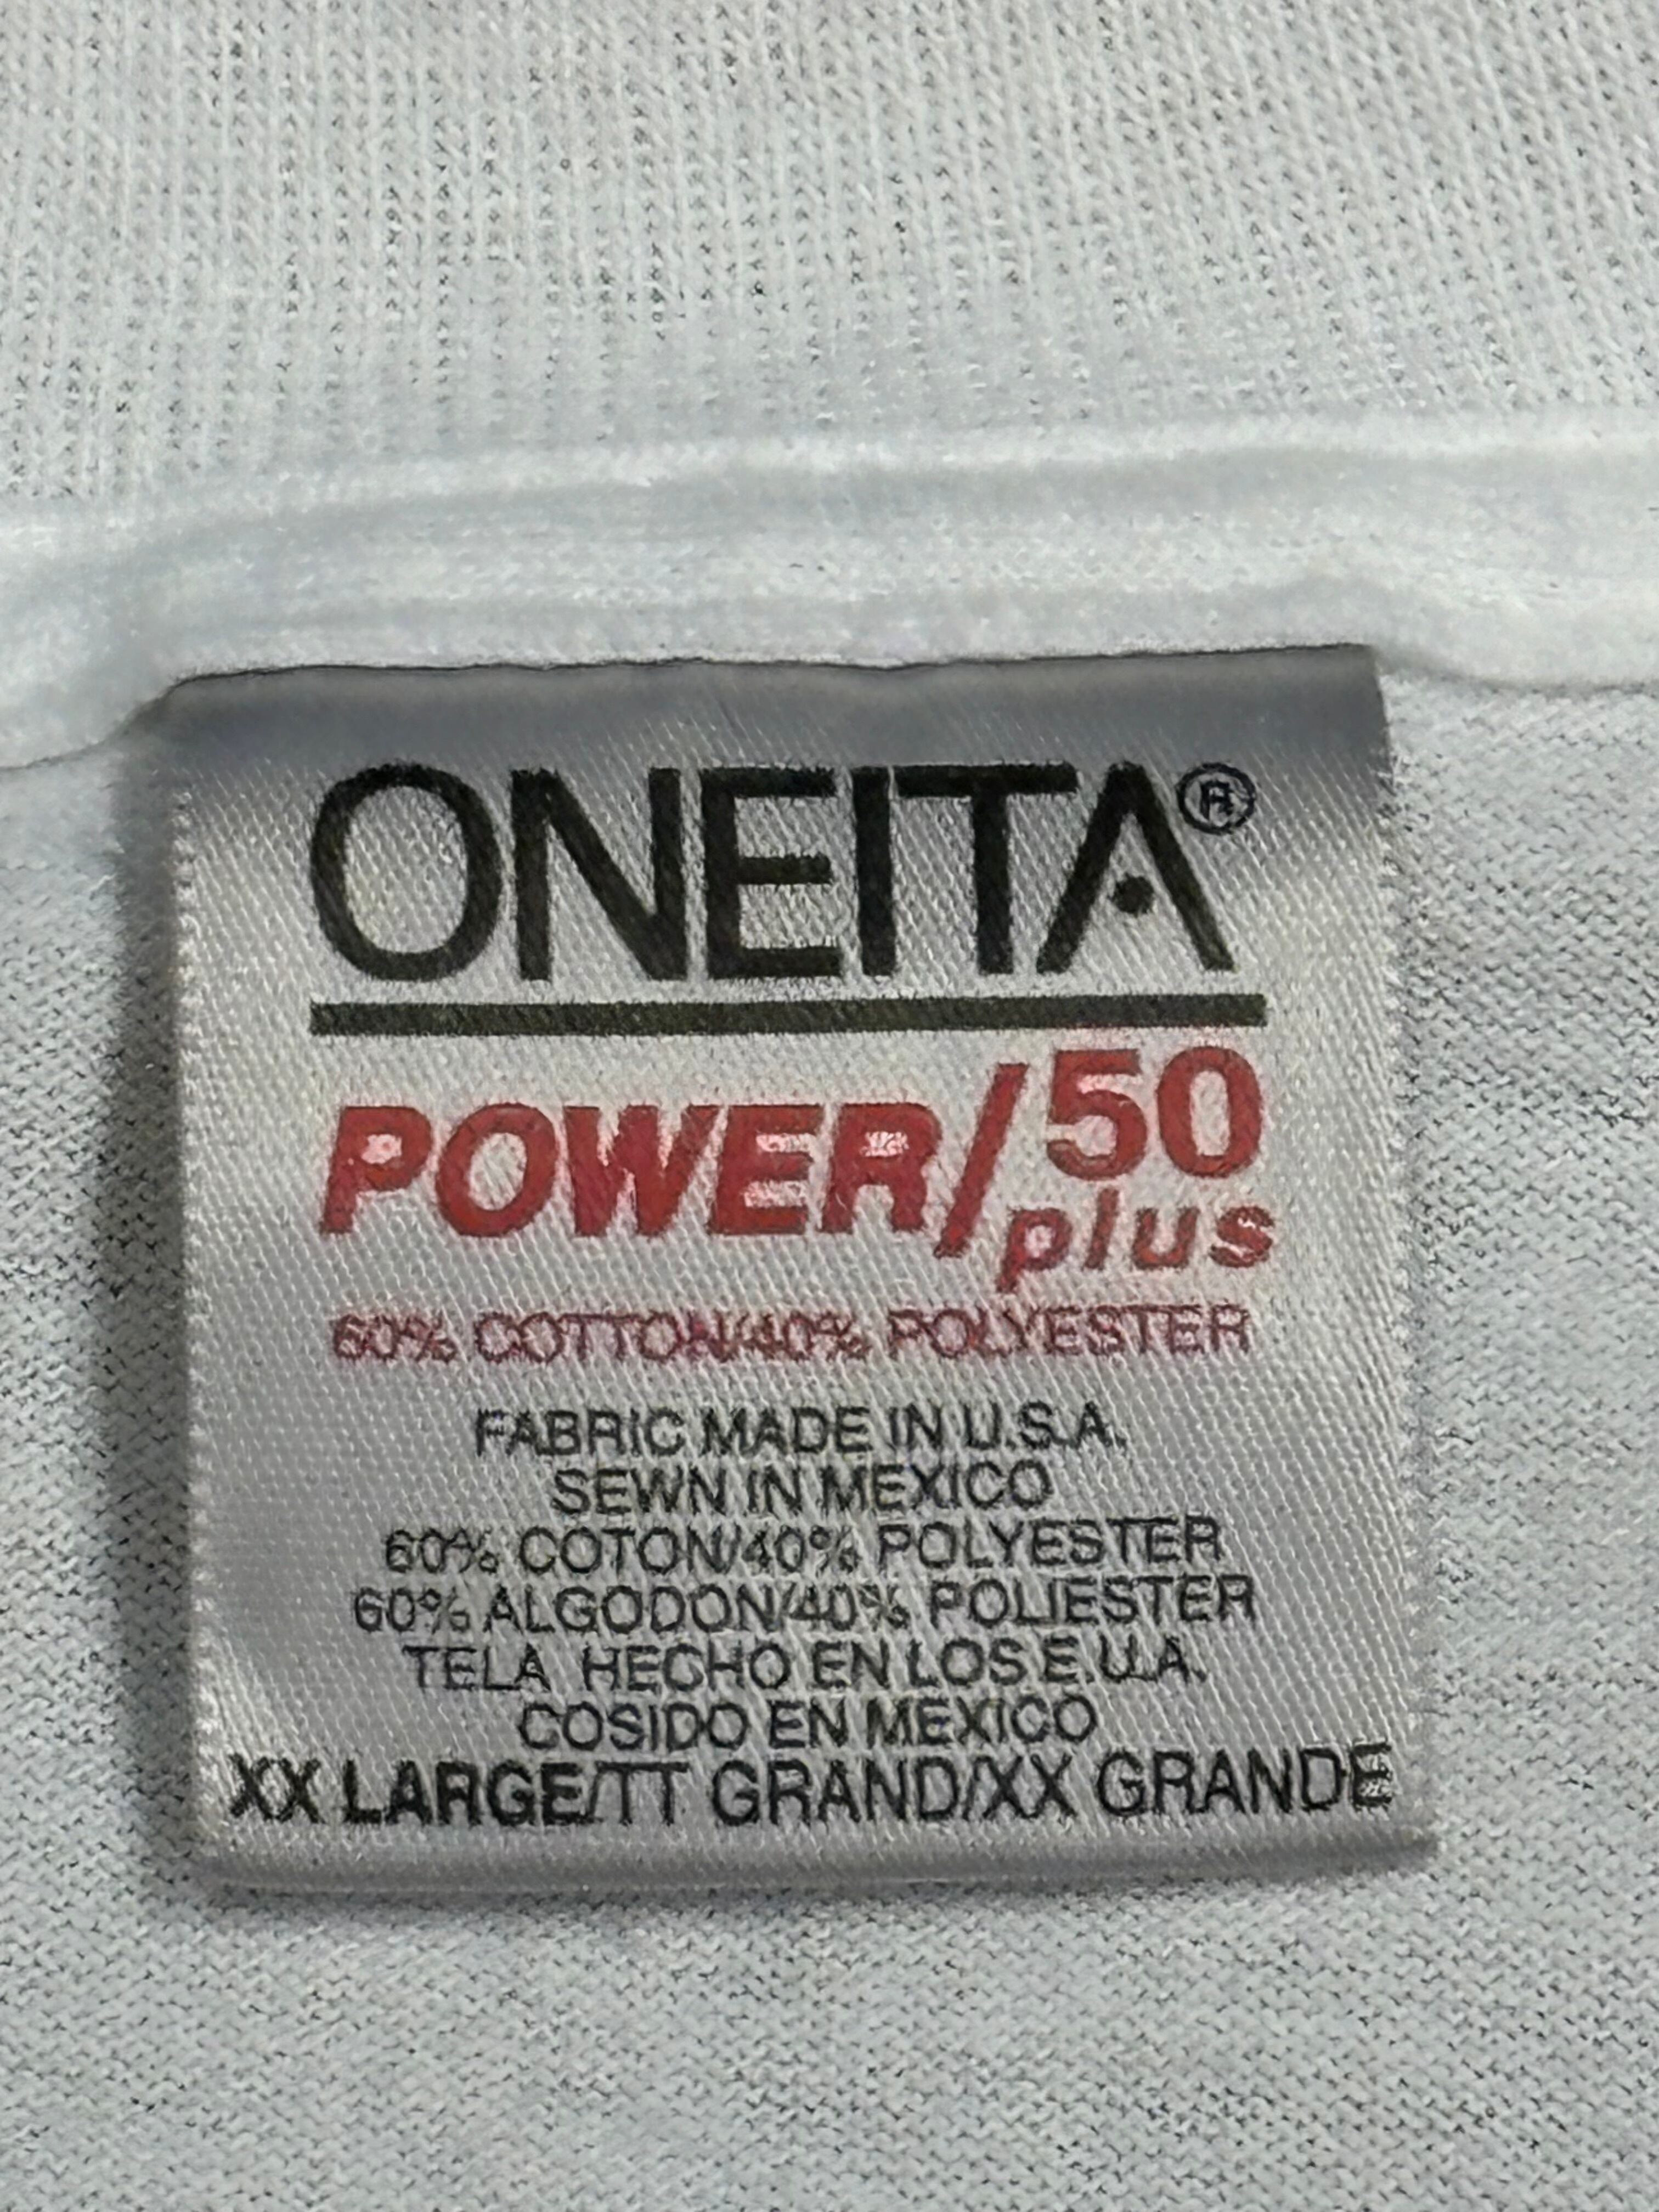 ONEITA®
POWER/50
plus
60% COTTON/40% POLYESTER
FABRIC MADE IN U.S.A.
SEWN IN MEXICO
60% COTON/40% POLYESTER
60% ALGODON/40% POLIESTER
TELA HECHO EN LOS E.U.A.
COSIDO EN MEXICO
XX LARGE/TT GRAND/XX GRANDE